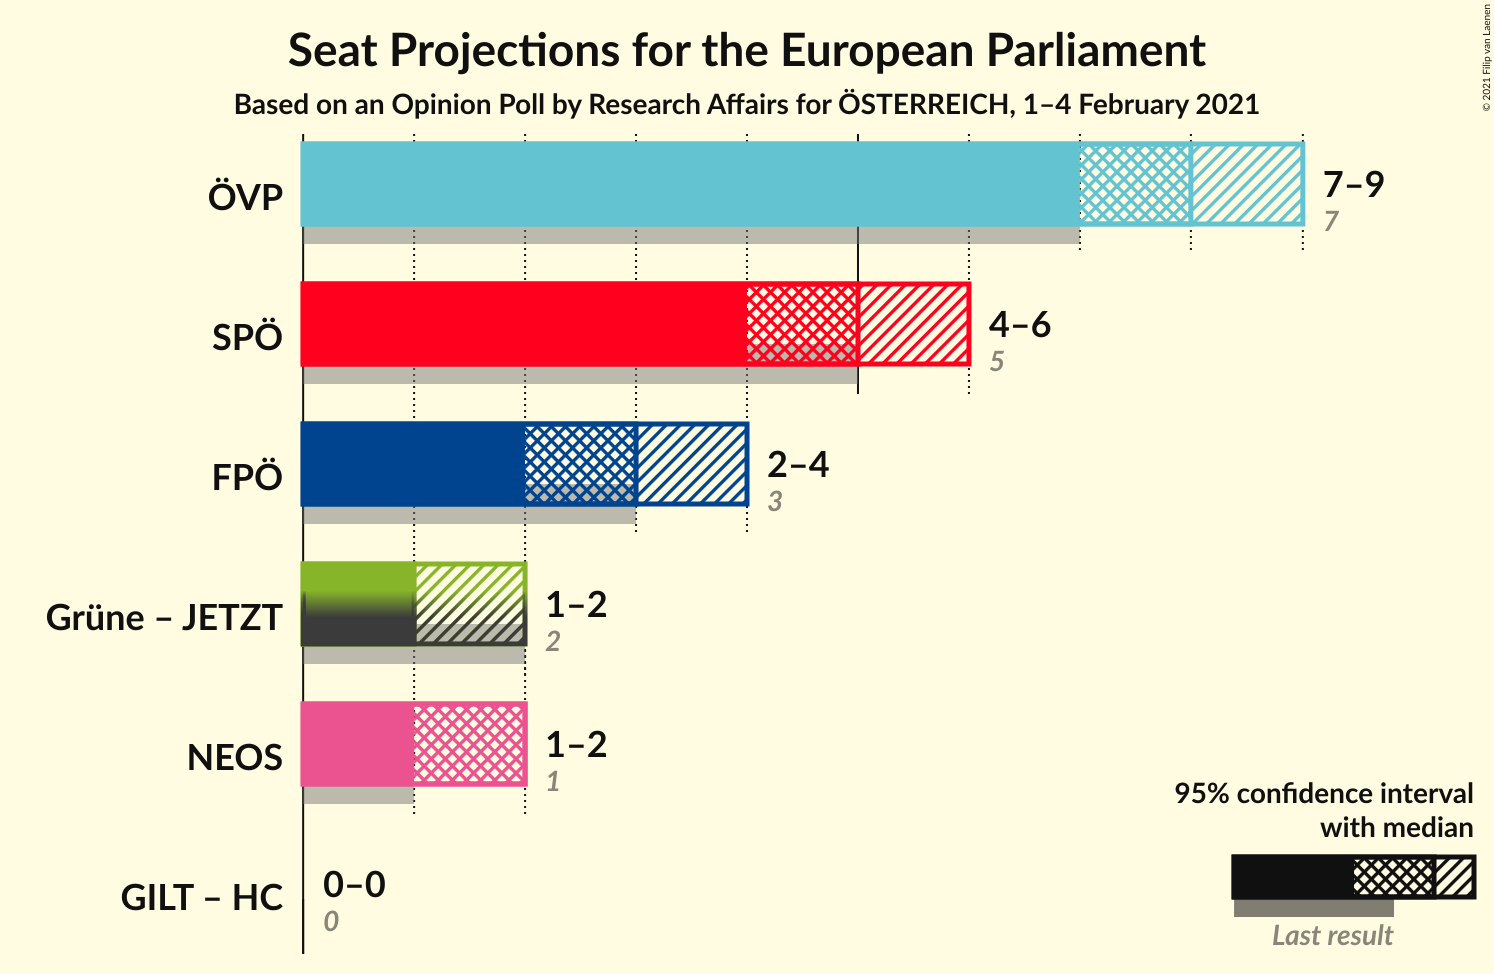 Seat Projections for the European Parliament
Based on an Opinion Poll by Research Affairs for ÖSTERREICH, 1–4 February 2021
© 2021 Filip van Laenen
ÖVP
7–9
7
SPÖ
4–6
5
FPÖ
2–4
3
Grüne – JETZT
1–2
2
NEOS
1–2
1
GILT – HC
0–0
0
95% confidence interval
with median
Last result